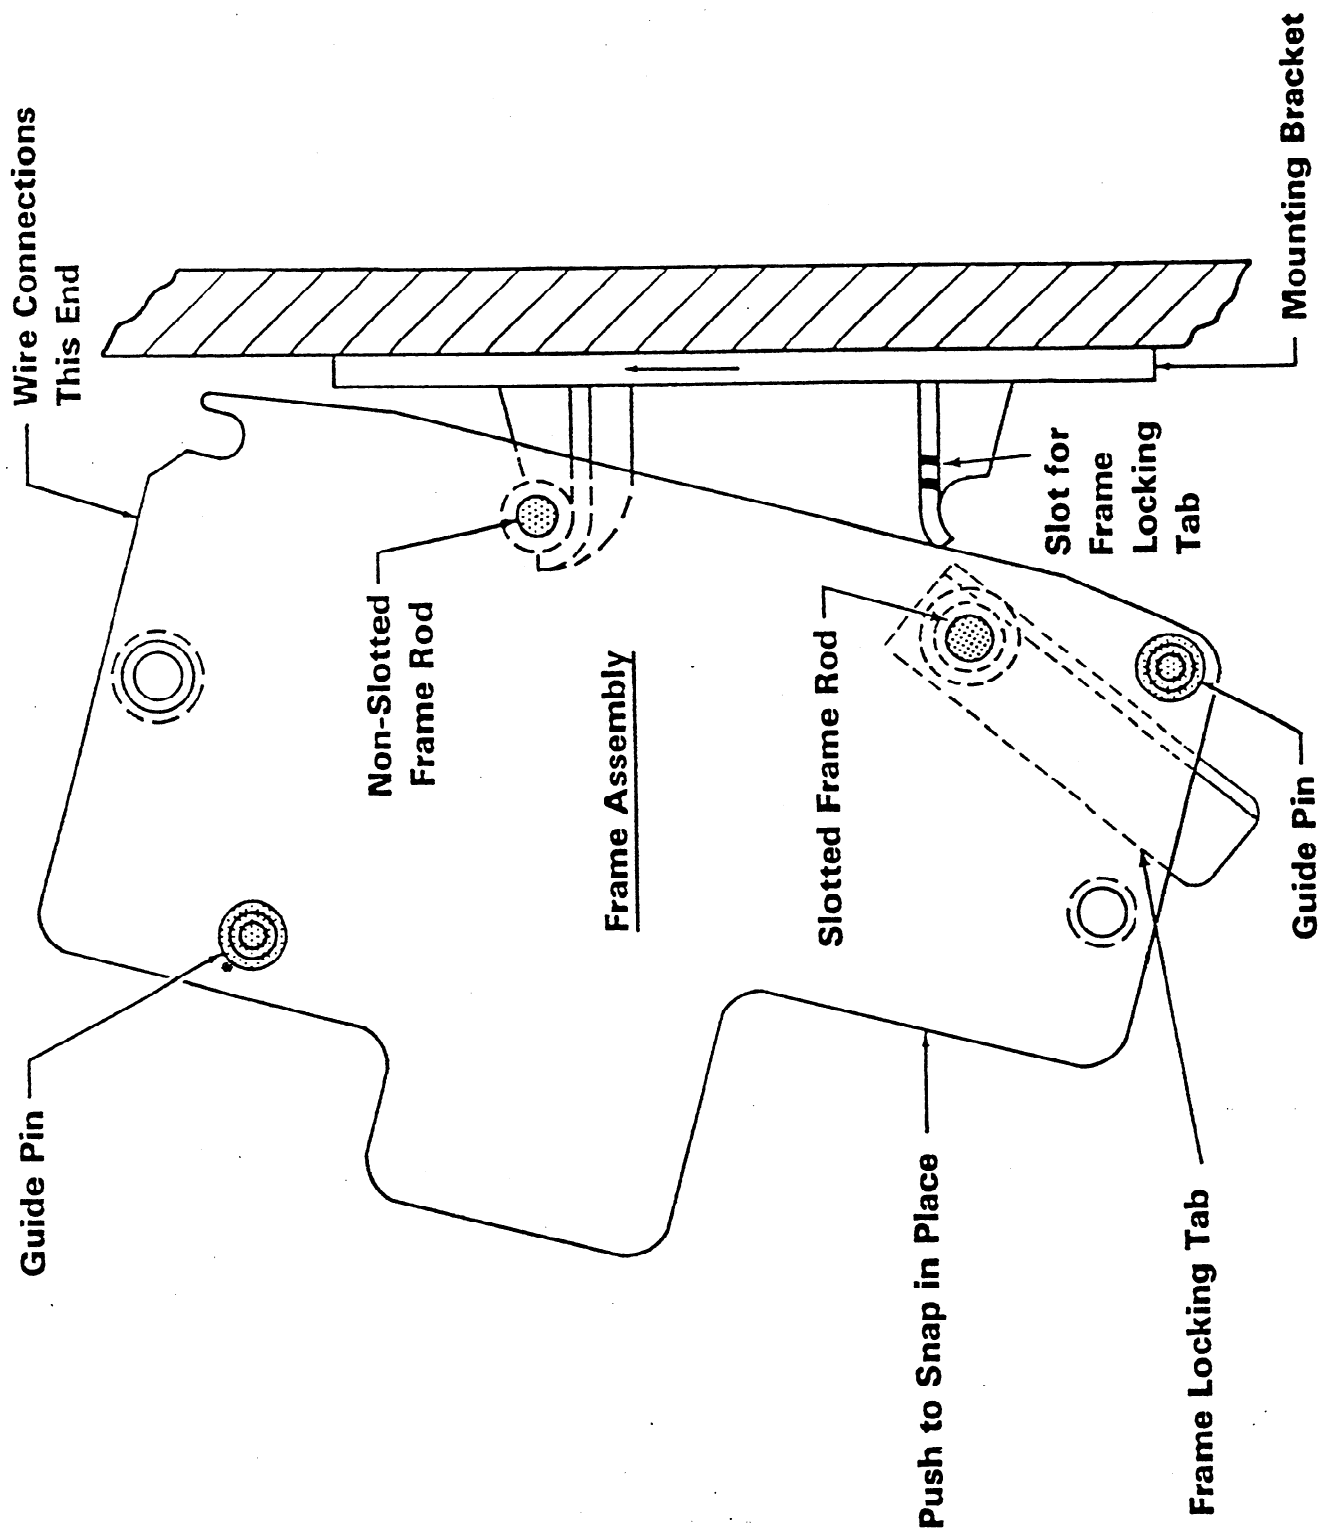 Wire Connections
This End
Guide Pin
Non-Slotted
Frame Rod
Frame Assembly
Slotted Frame Rod
Push to Snap in Place
Slot for
Frame
Locking
Tab
Frame Locking Tab
Guide Pin
Mounting Bracket